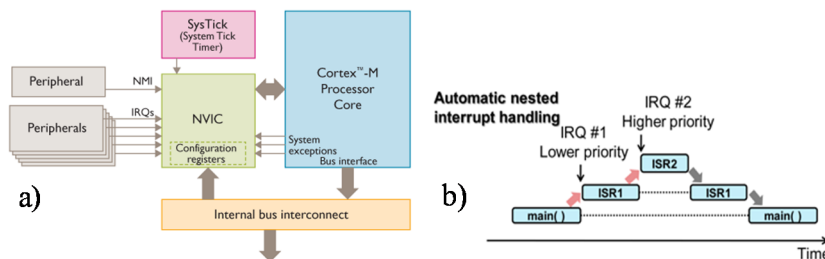 SysTick
(System Tick
Timer)
Peripheral
NMI
Cortex™-M
Processor
Core
IRQs
Peripherals
NVIC
Configuration
registers
System
exceptions
Bus interface
a)
Internal bus interconnect
Automatic nested
interrupt handling
IRQ #2
Higher priority
IRQ #1
Lower priority
ISR2
ISR1
ISR1
b)
main( )
main( )
Time